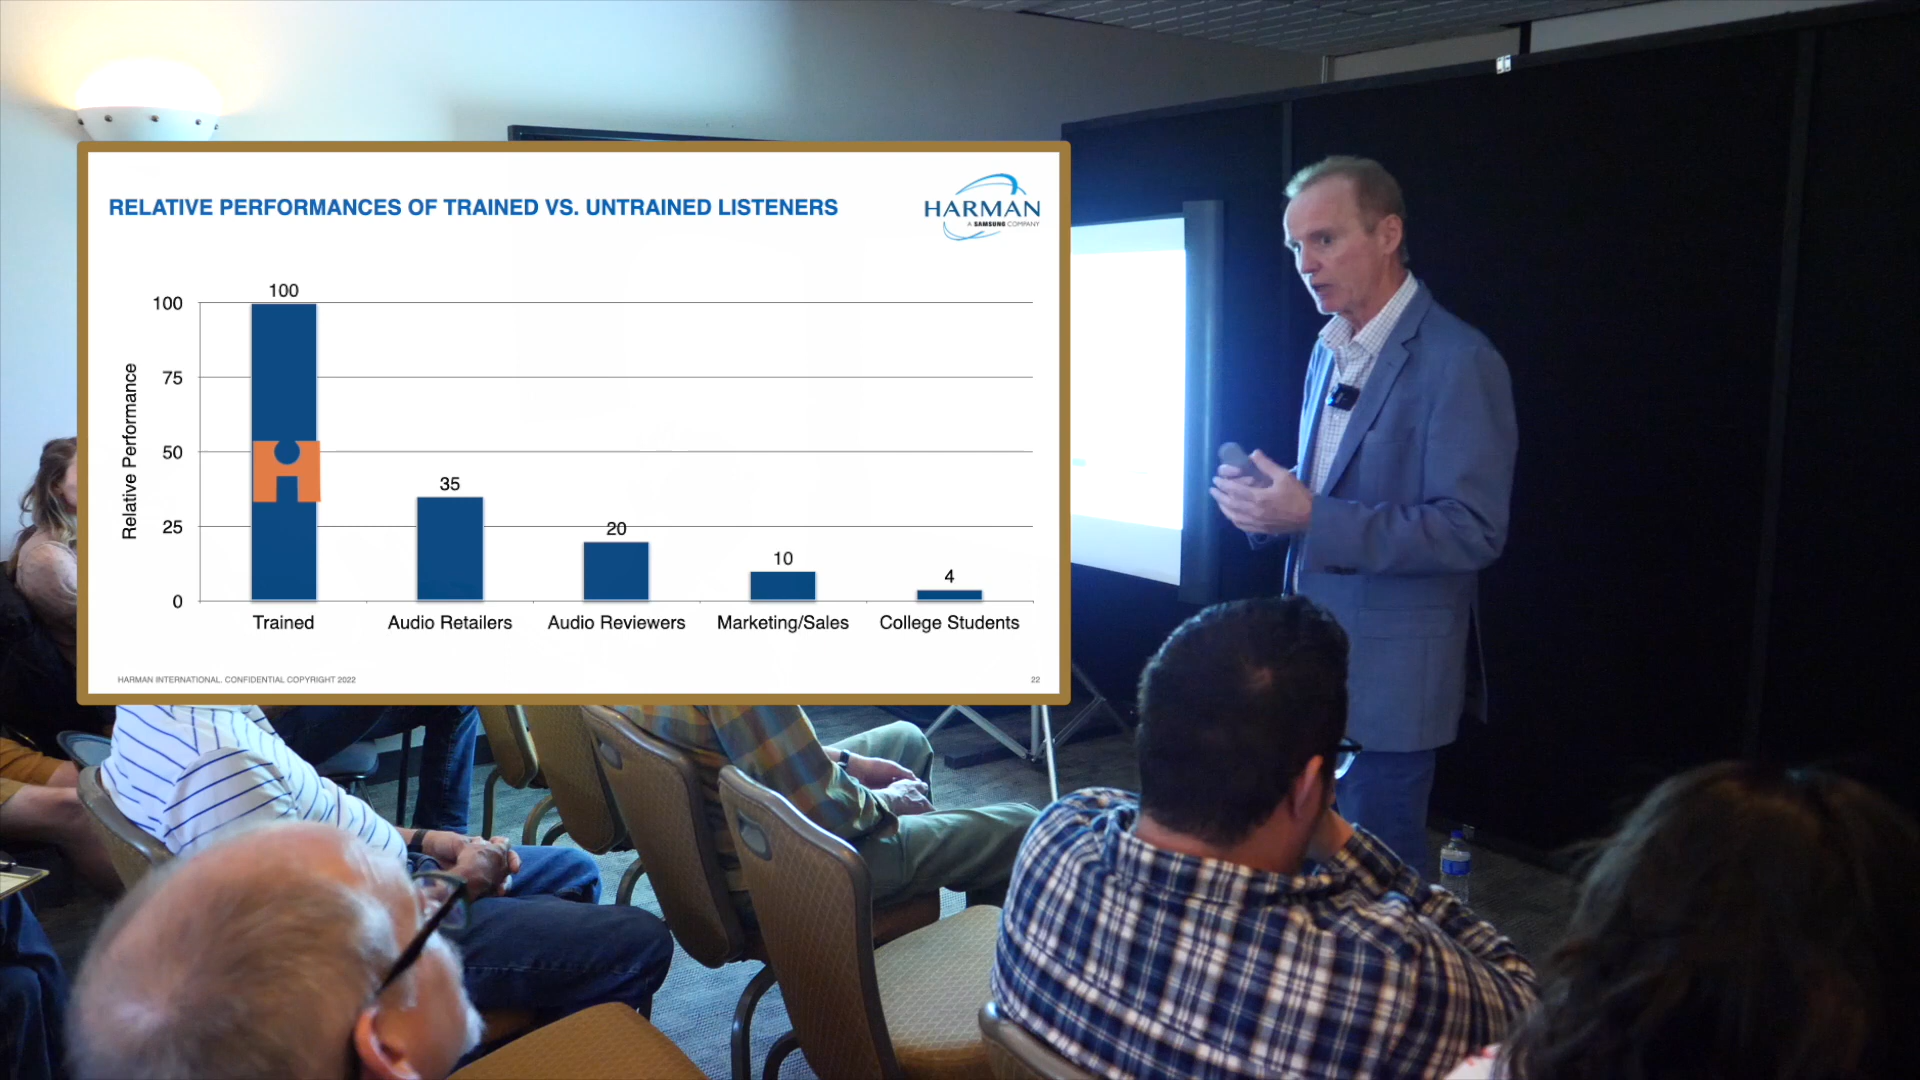 RELATIVE PERFORMANCES OF TRAINED VS. UNTRAINED LISTENERS
HARMAN
A SAMSUNG COMPANY
Relative Performance
100
75
50
25
0
100
35
20
10
4
Trained
Audio Retailers
Audio Reviewers
Marketing/Sales
College Students
HARMAN INTERNATIONAL. CONFIDENTIAL COPYRIGHT 2022
22